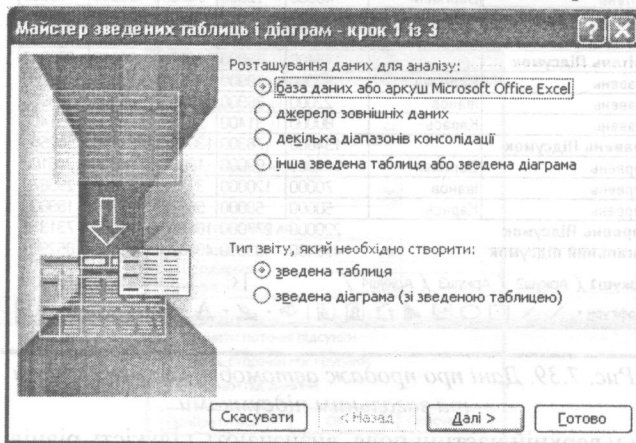 Майстер зведених таблиць і діаграм - крок 1 із 3
Розташування даних для аналізу:
база даних або аркуш Microsoft Office Excel
джерело зовнішніх даних
декілька діапазонів консолідації
інша зведена таблиця або зведена діаграма
Тип звіту, який необхідно створити:
зведена таблиця
зведена діаграма (зі зведеною таблицею)
Скасувати < Назад Далі > Готово